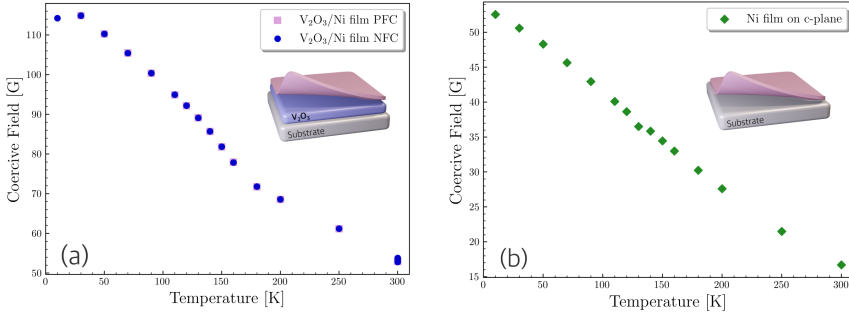 V₂O₃/Ni film PFC
V₂O₃/Ni film NFC
V₂O₃
Substrate
(a)
Coercive Field [G]
110
100
90
80
70
60
50
0
50
100
150
200
250
300
Temperature [K]
Ni film on c-plane
Substrate
(b)
Coercive Field [G]
50
45
40
35
30
25
20
15
0
50
100
150
200
250
300
Temperature [K]